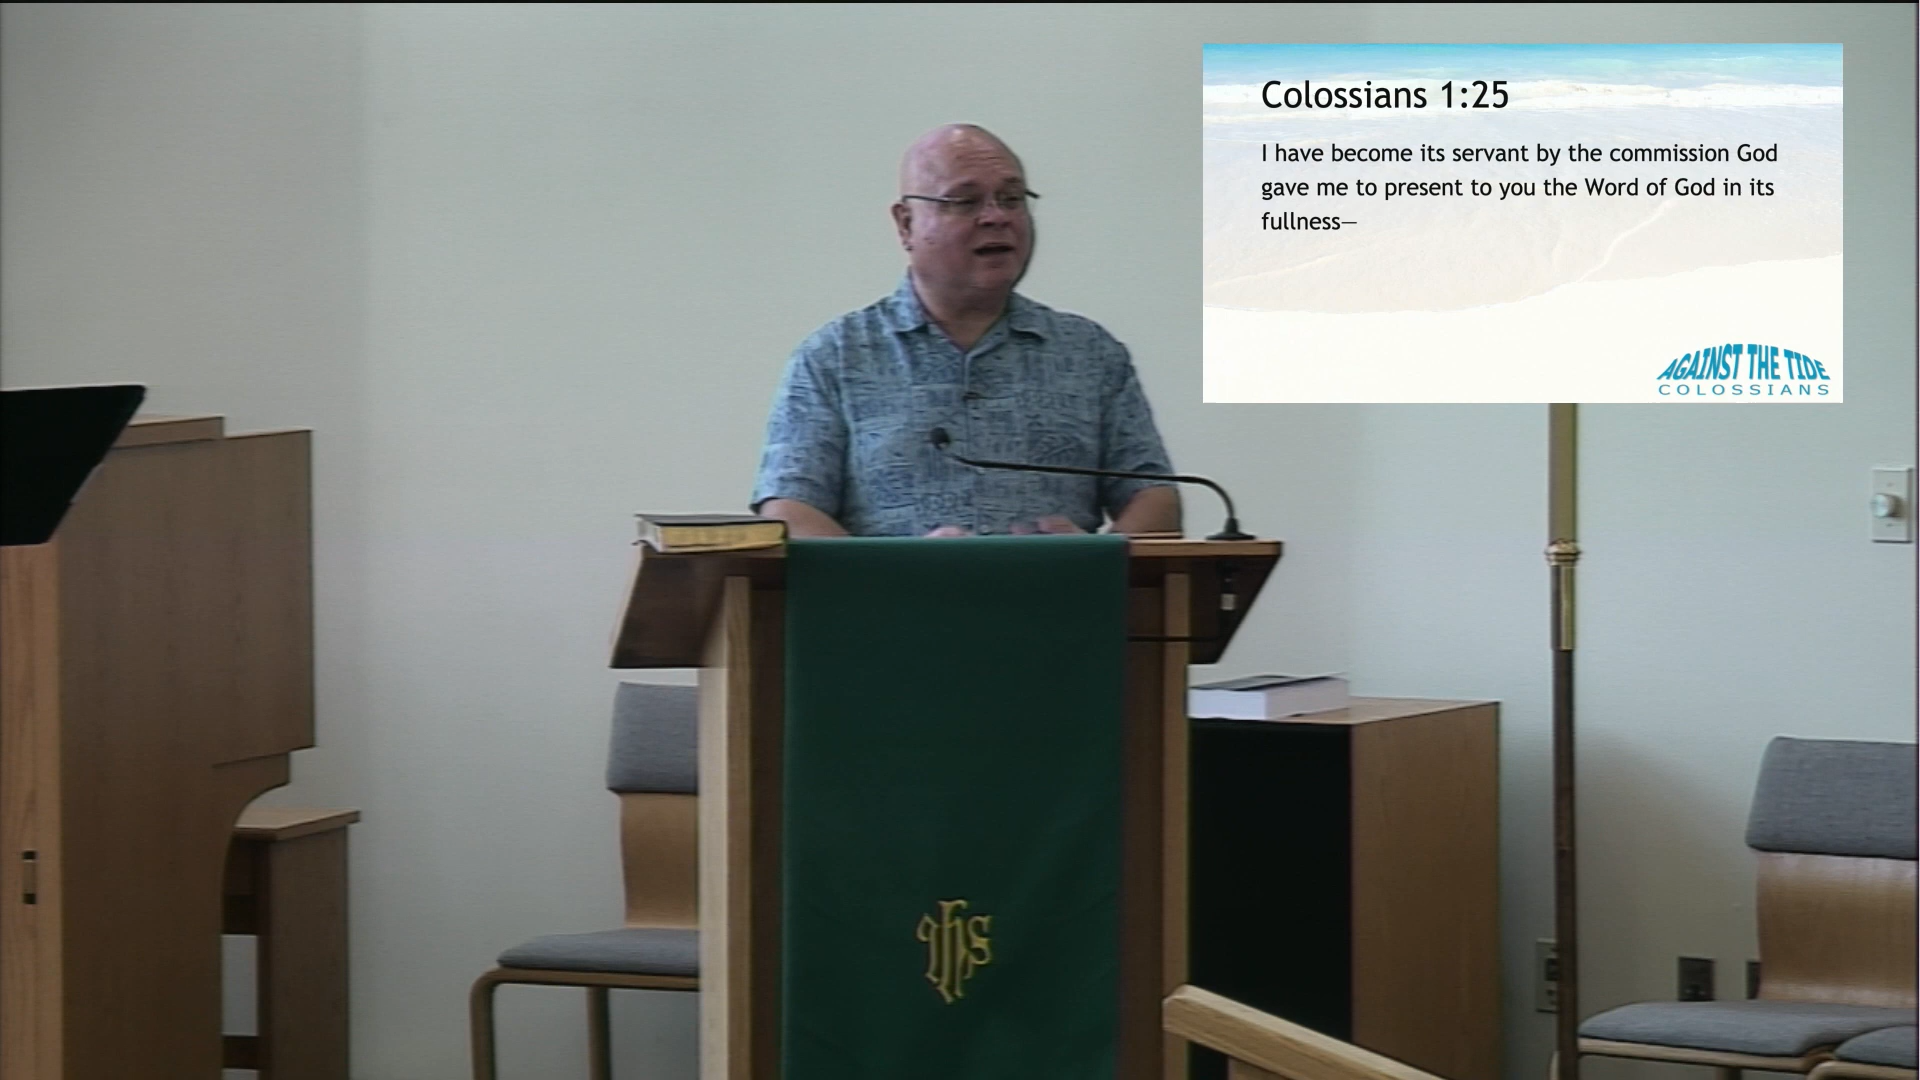 Colossians 1:25
I have become its servant by the commission God
gave me to present to you the Word of God in its
fullness—
AGAINST THE TIDE
COLOSSIANS
IHS